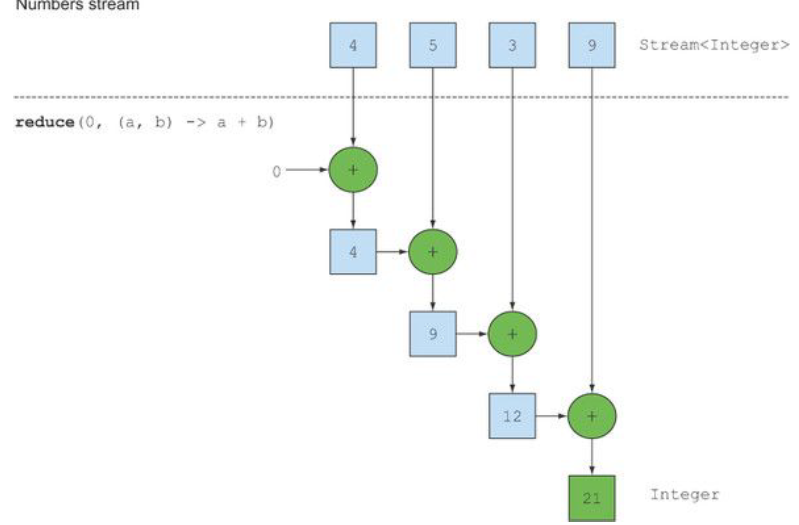 Numbers stream
4 5 3 9 Stream<Integer>
reduce(0, (a, b) -> a + b)
0 +
4 +
9 +
12 +
21 Integer